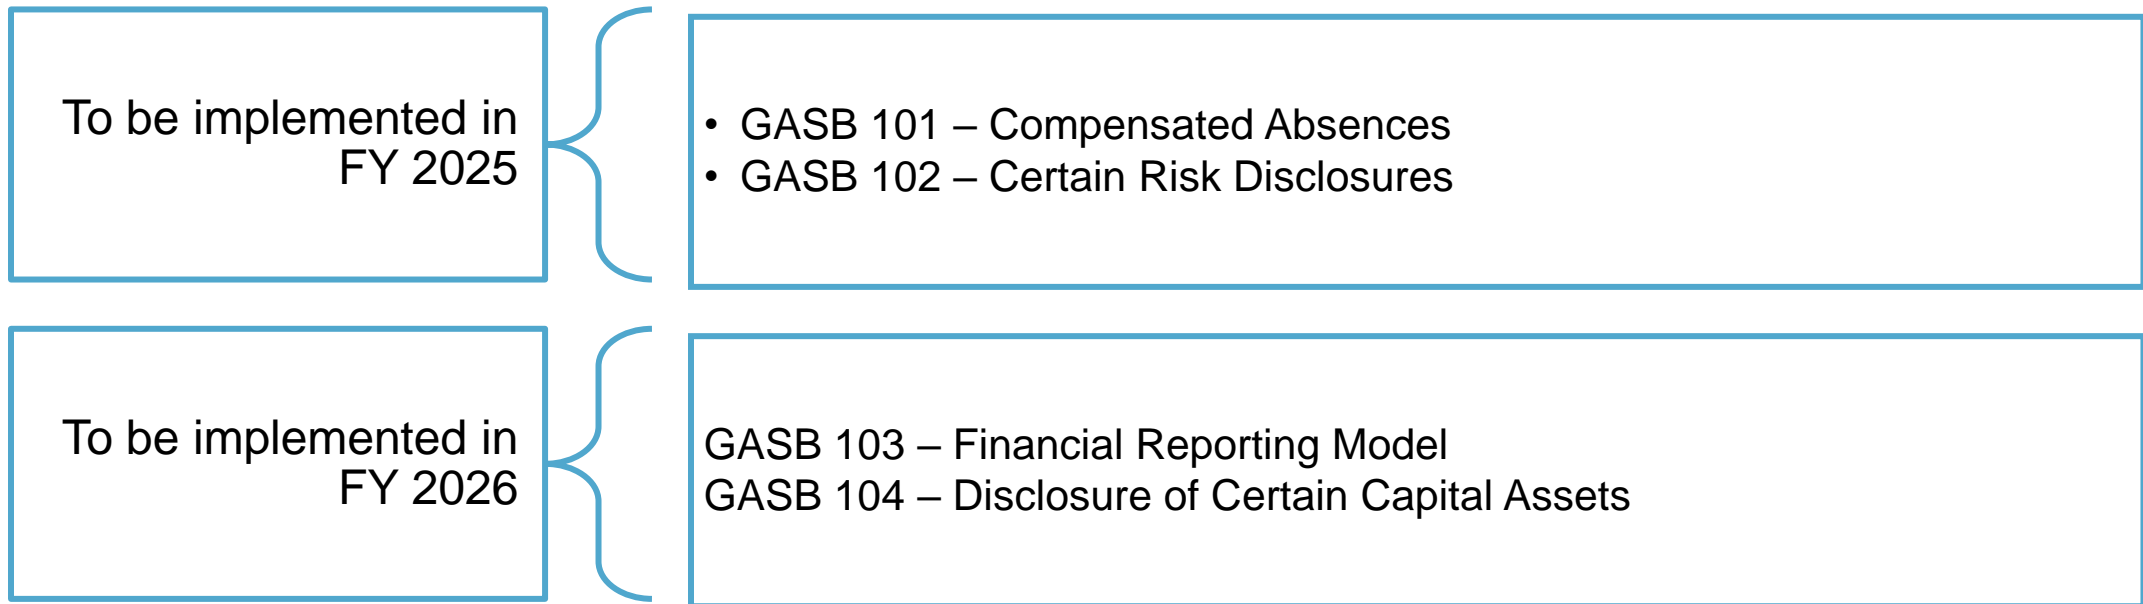 To be implemented in
FY 2025
• GASB 101 – Compensated Absences
• GASB 102 – Certain Risk Disclosures
To be implemented in
FY 2026
GASB 103 – Financial Reporting Model
GASB 104 – Disclosure of Certain Capital Assets